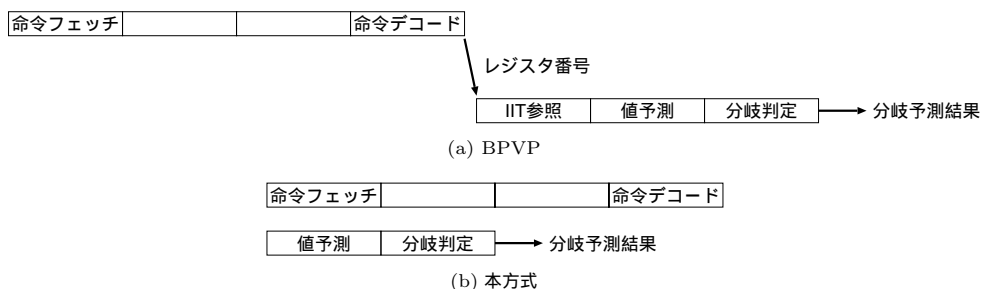 命令フェッチ 命令デコード
レジスタ番号
IIT参照 値予測 分岐判定 分岐予測結果
(a) BPVP
命令フェッチ 命令デコード
値予測 分岐判定 分岐予測結果
(b) 本方式